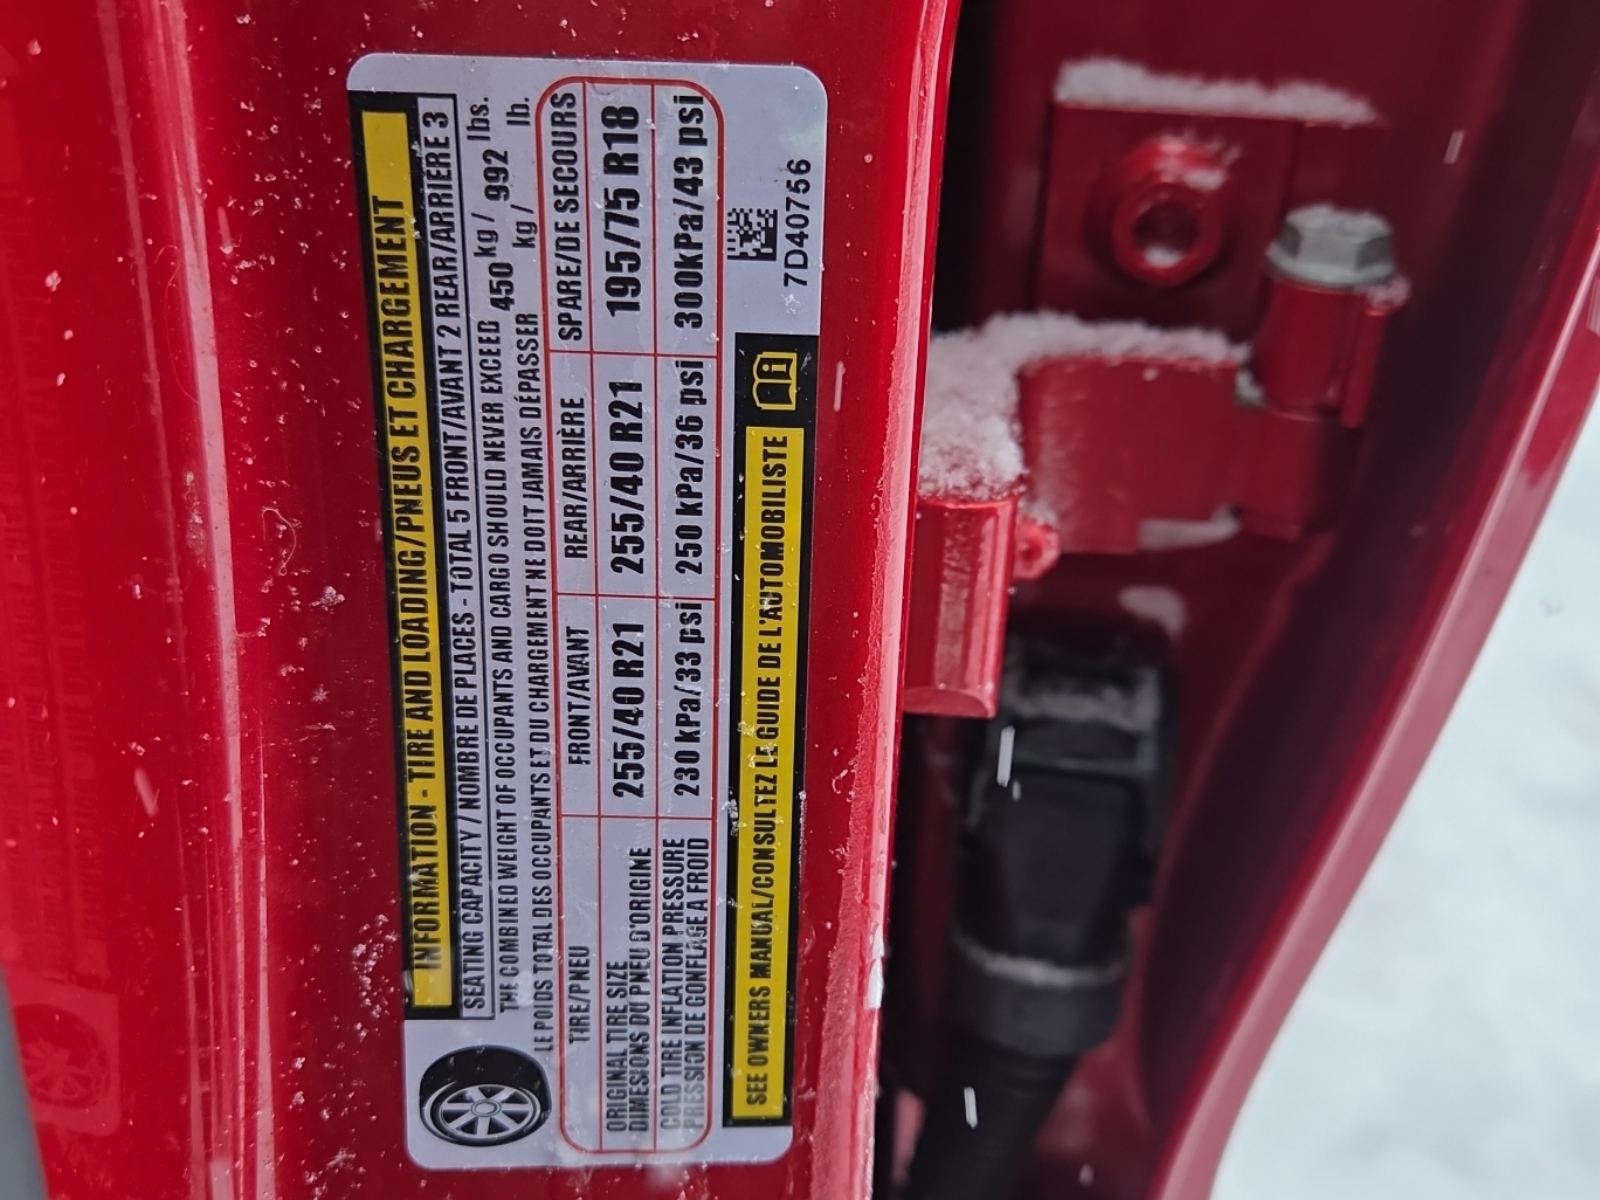 INFORMATION - TIRE AND LOADING/PNEUS ET CHARGEMENT
SEATING CAPACITY / NOMBRE DE PLACES - TOTAL 5 FRONT/AVANT 2 REAR/ARRIÈRE 3
THE COMBINED WEIGHT OF OCCUPANTS AND CARGO SHOULD NEVER EXCEED 450 kg / 992 lbs.
LE POIDS TOTAL DES OCCUPANTS ET DU CHARGEMENT NE DOIT JAMAIS DÉPASSER kg / lb.
TIRE/PNEU FRONT/AVANT REAR/ARRIÈRE SPARE/DE SECOURS
ORIGINAL TIRE SIZE
DIMESIONS DU PNEU D'ORIGINE
255/40 R21 255/40 R21 195/75 R18
COLD TIRE INFLATION PRESSURE
PRESSION DE GONFLAGE A FROID
230 kPa/33 psi 250 kPa/36 psi 300kPa/43 psi
SEE OWNERS MANUAL/CONSULTEZ LE GUIDE DE L'AUTOMOBILISTE
7D40756